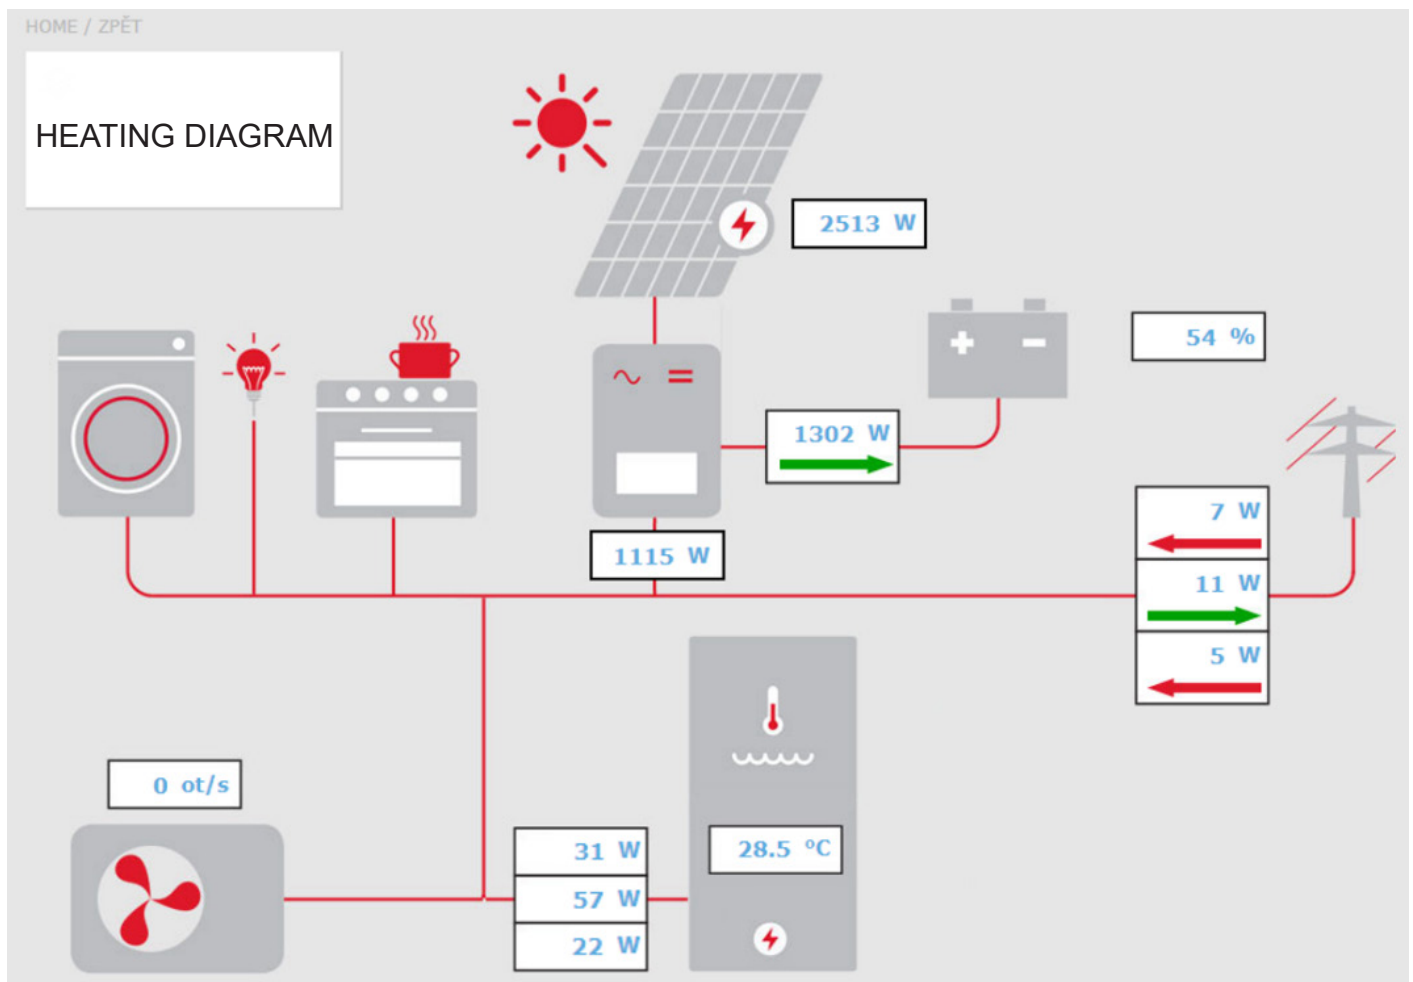 HOME / ZPĚT
HEATING DIAGRAM
2513 W
54 %
1302 W
7 W
1115 W
11 W
5 W
0 ot/s
31 W
28.5 °C
57 W
22 W